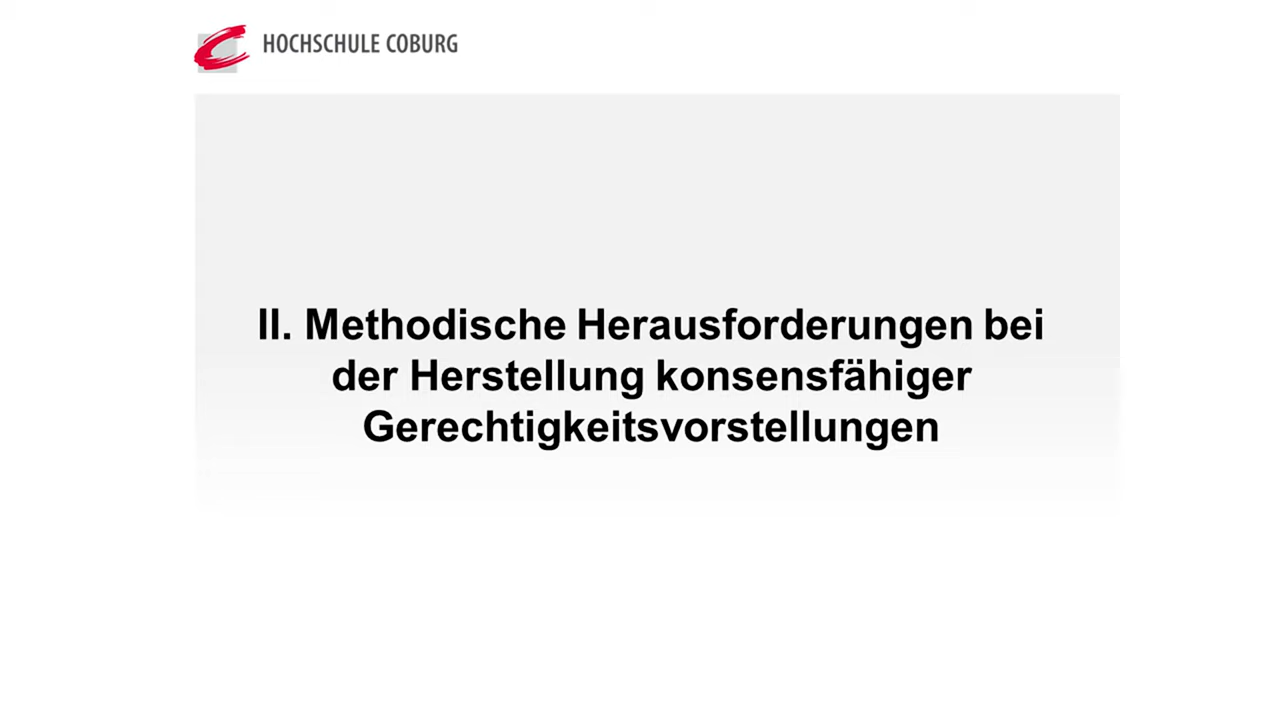 HOCHSCHULE COBURG
II. Methodische Herausforderungen bei
der Herstellung konsensfähiger
Gerechtigkeitsvorstellungen